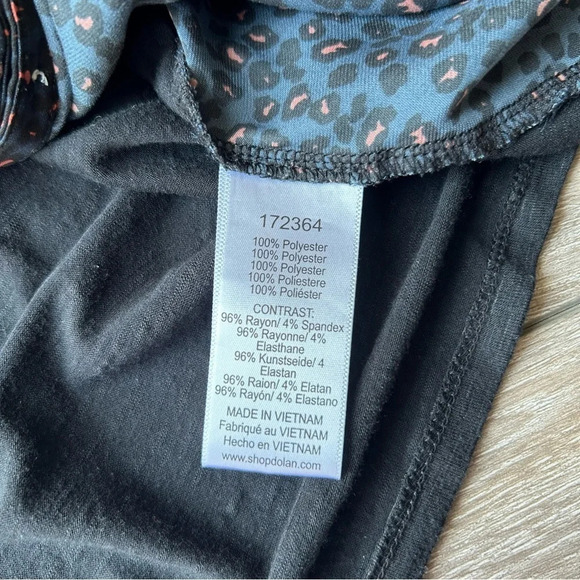 172364
100% Polyester
100% Polyester
100% Polyester
100% Poliestere
100% Poliéster
CONTRAST:
96% Rayon/ 4% Spandex
96% Rayonne/ 4%
Elasthane
96% Kunstseide/ 4
Elastan
96% Raion/ 4% Elatan
96% Rayón/ 4% Elastano
MADE IN VIETNAM
Fabriqué au VIETNAM
Hecho en VIETNAM
www.shopdolan.com